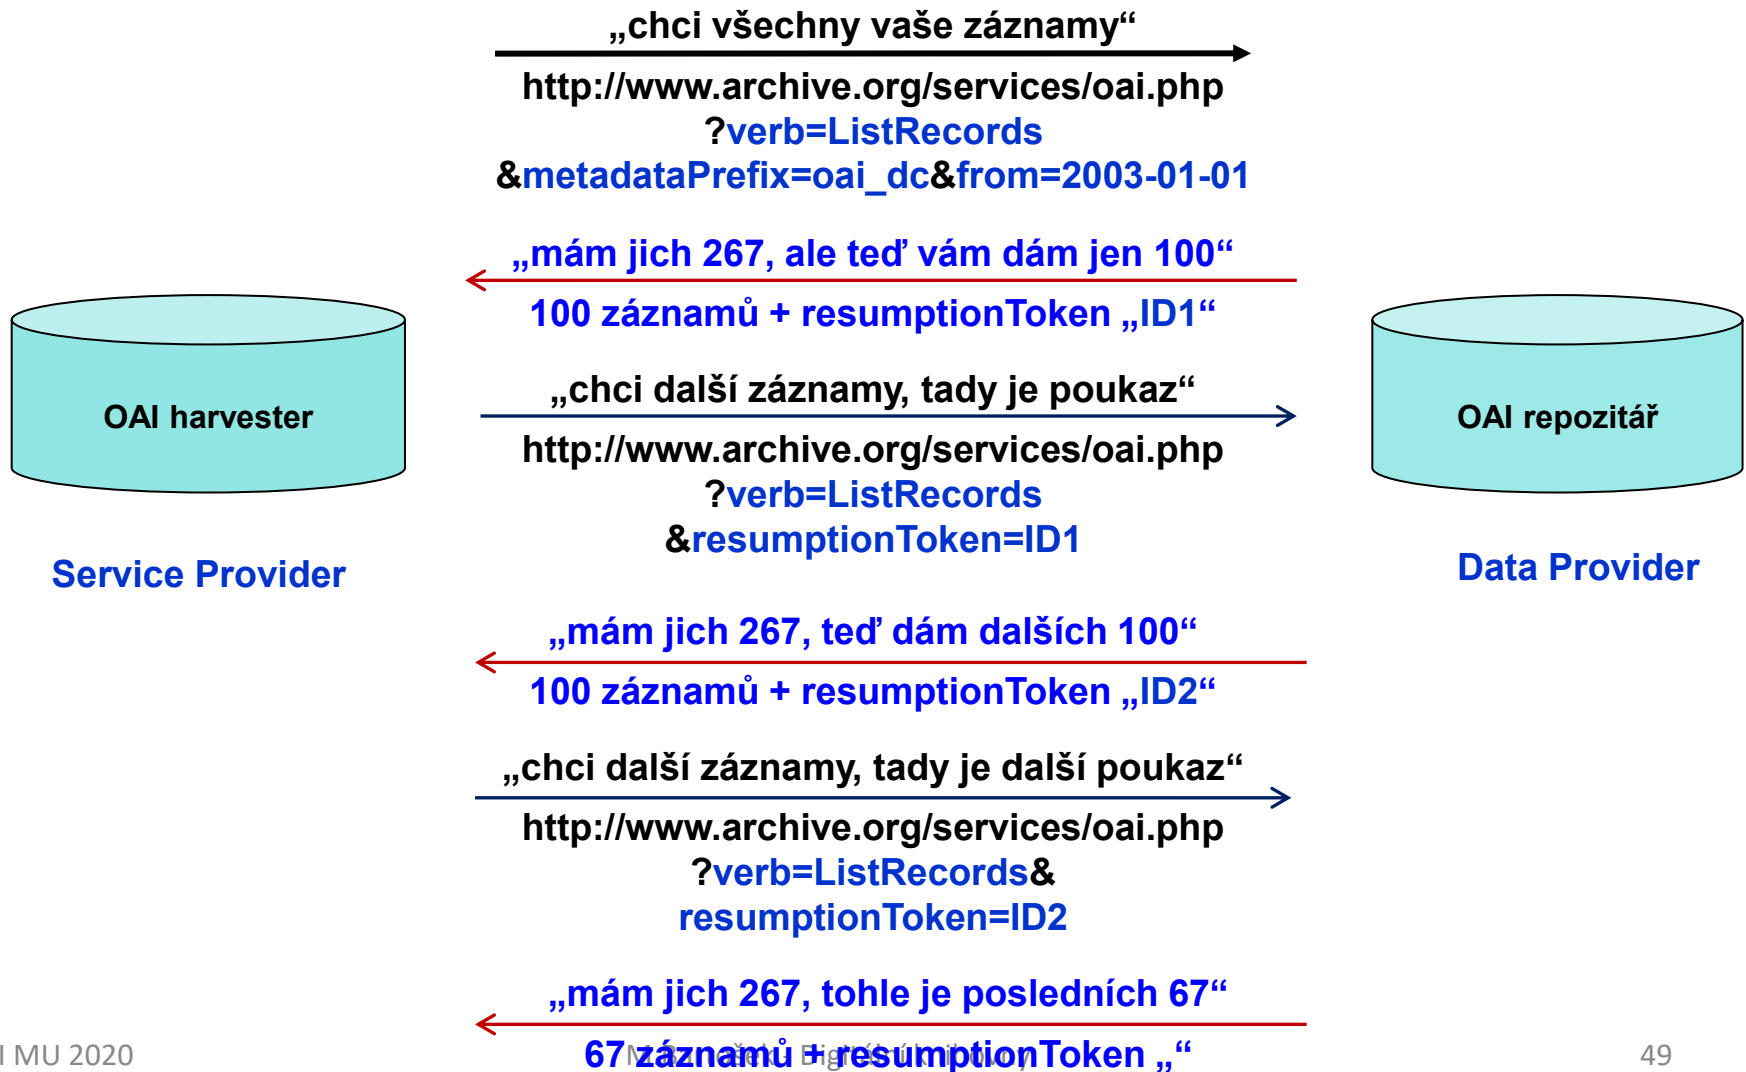 „chci všechny vaše záznamy“
http://www.archive.org/services/oai.php
?verb=ListRecords
&metadataPrefix=oai_dc&from=2003-01-01
„mám jich 267, ale teď vám dám jen 100“
100 záznamů + resumptionToken „ID1“
„chci další záznamy, tady je poukaz“
OAI harvester
OAI repozitář
http://www.archive.org/services/oai.php
?verb=ListRecords
&resumptionToken=ID1
Service Provider
Data Provider
„mám jich 267, teď dám dalších 100“
100 záznamů + resumptionToken „ID2“
„chci další záznamy, tady je další poukaz“
http://www.archive.org/services/oai.php
?verb=ListRecords&
resumptionToken=ID2
„mám jich 267, tohle je posledních 67“
67 záznamů + resumptionToken „“
I MU 2020
Digitální knihovny
49